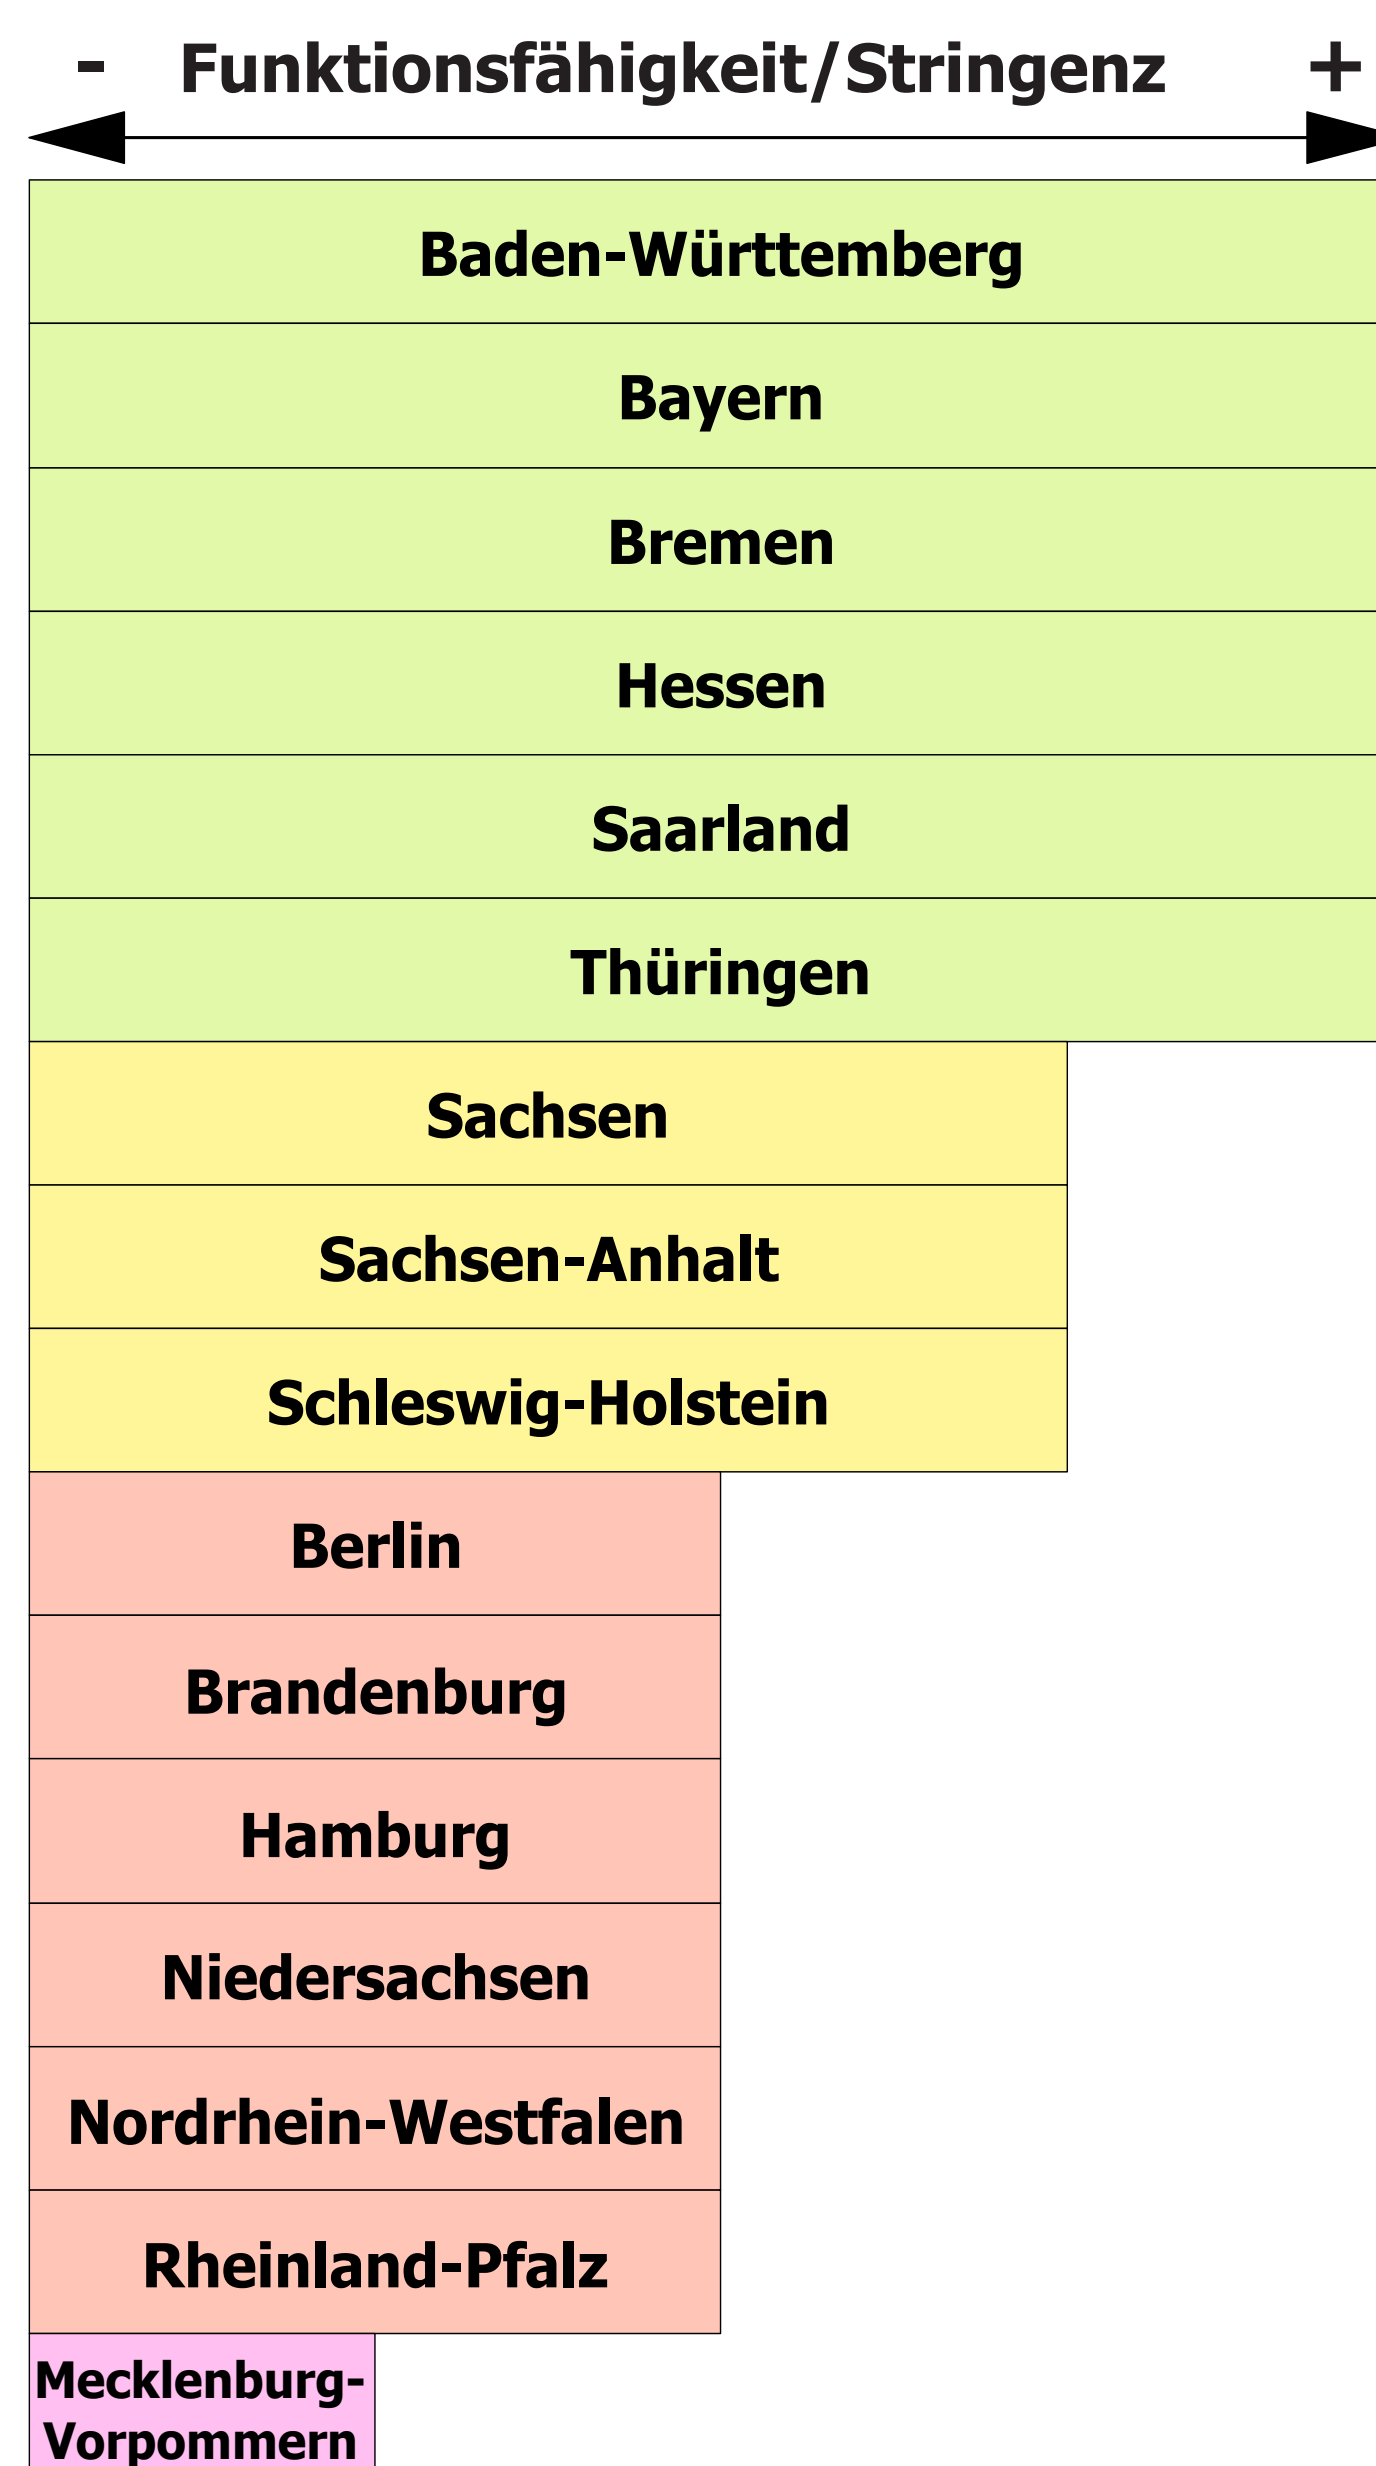 - Funktionsfähigkeit/Stringenz +
Baden-Württemberg
Bayern
Bremen
Hessen
Saarland
Thüringen
Sachsen
Sachsen-Anhalt
Schleswig-Holstein
Berlin
Brandenburg
Hamburg
Niedersachsen
Nordrhein-Westfalen
Rheinland-Pfalz
Mecklenburg-
Vorpommern